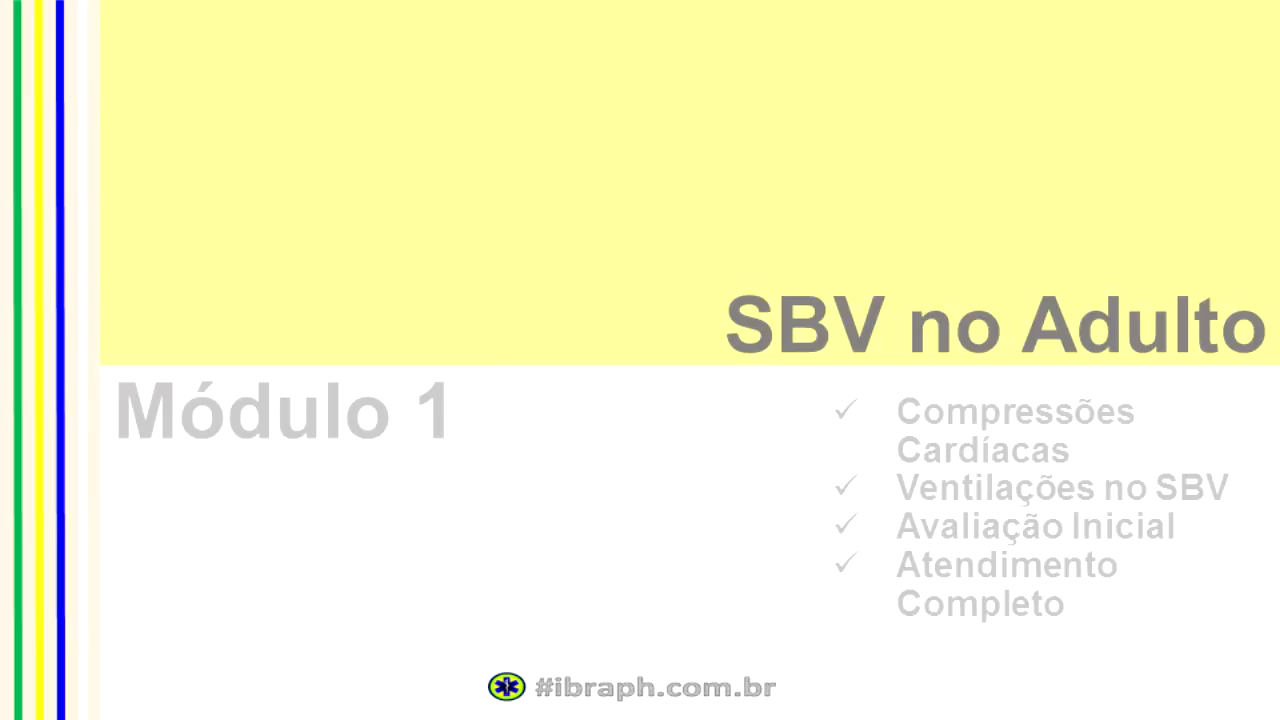 SBV no Adulto
Módulo 1
✓ Compressões
Cardíacas
✓ Ventilações no SBV
✓ Avaliação Inicial
✓ Atendimento
Completo
#ibraph.com.br